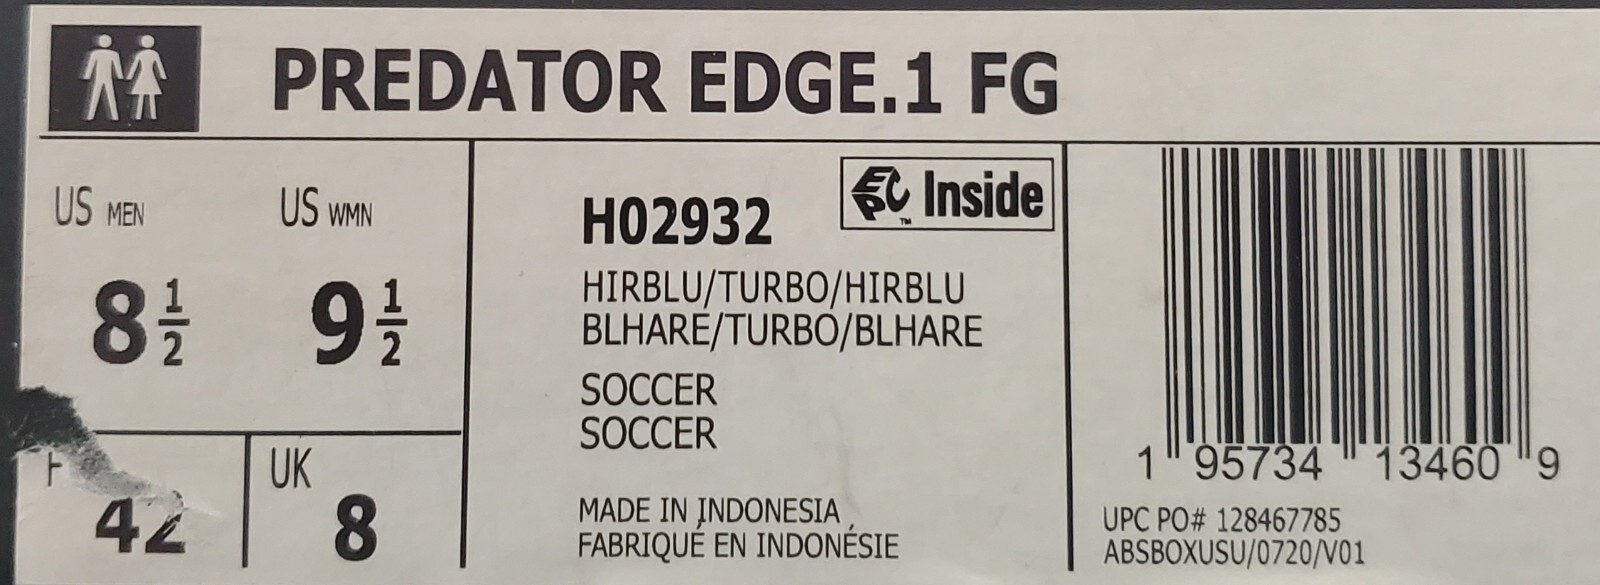 PREDATOR EDGE.1 FG
US MEN
8 1/2
US WMN
9 1/2
F
42
UK
8
H02932
EPC™ Inside
HIRBLU/TURBO/HIRBLU
BLHARE/TURBO/BLHARE
SOCCER
SOCCER
MADE IN INDONESIA
FABRIQUÉ EN INDONÉSIE
1 95734 13460 9
UPC PO# 128467785
ABSBOXUSU/0720/V01